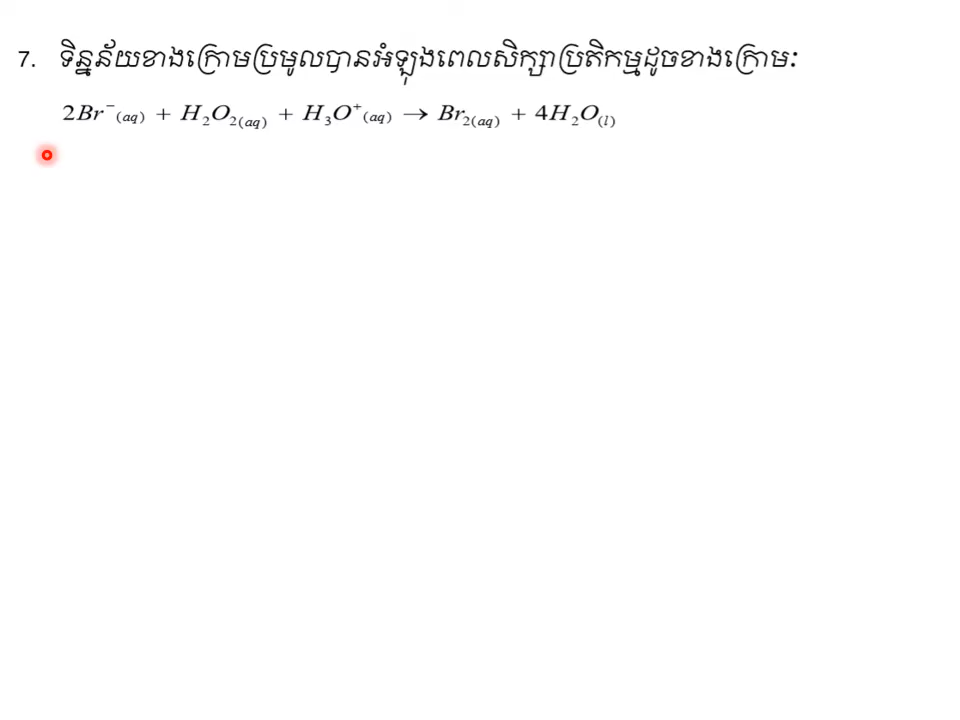 7. ទិន្នន័យខាងក្រោមប្រមូលបានអំឡុងពេលសិក្សាប្រតិកម្មដូចខាងក្រោមៈ
2Br⁻(aq) + H₂O₂(aq) + H₃O⁺(aq) → Br₂(aq) + 4H₂O(l)